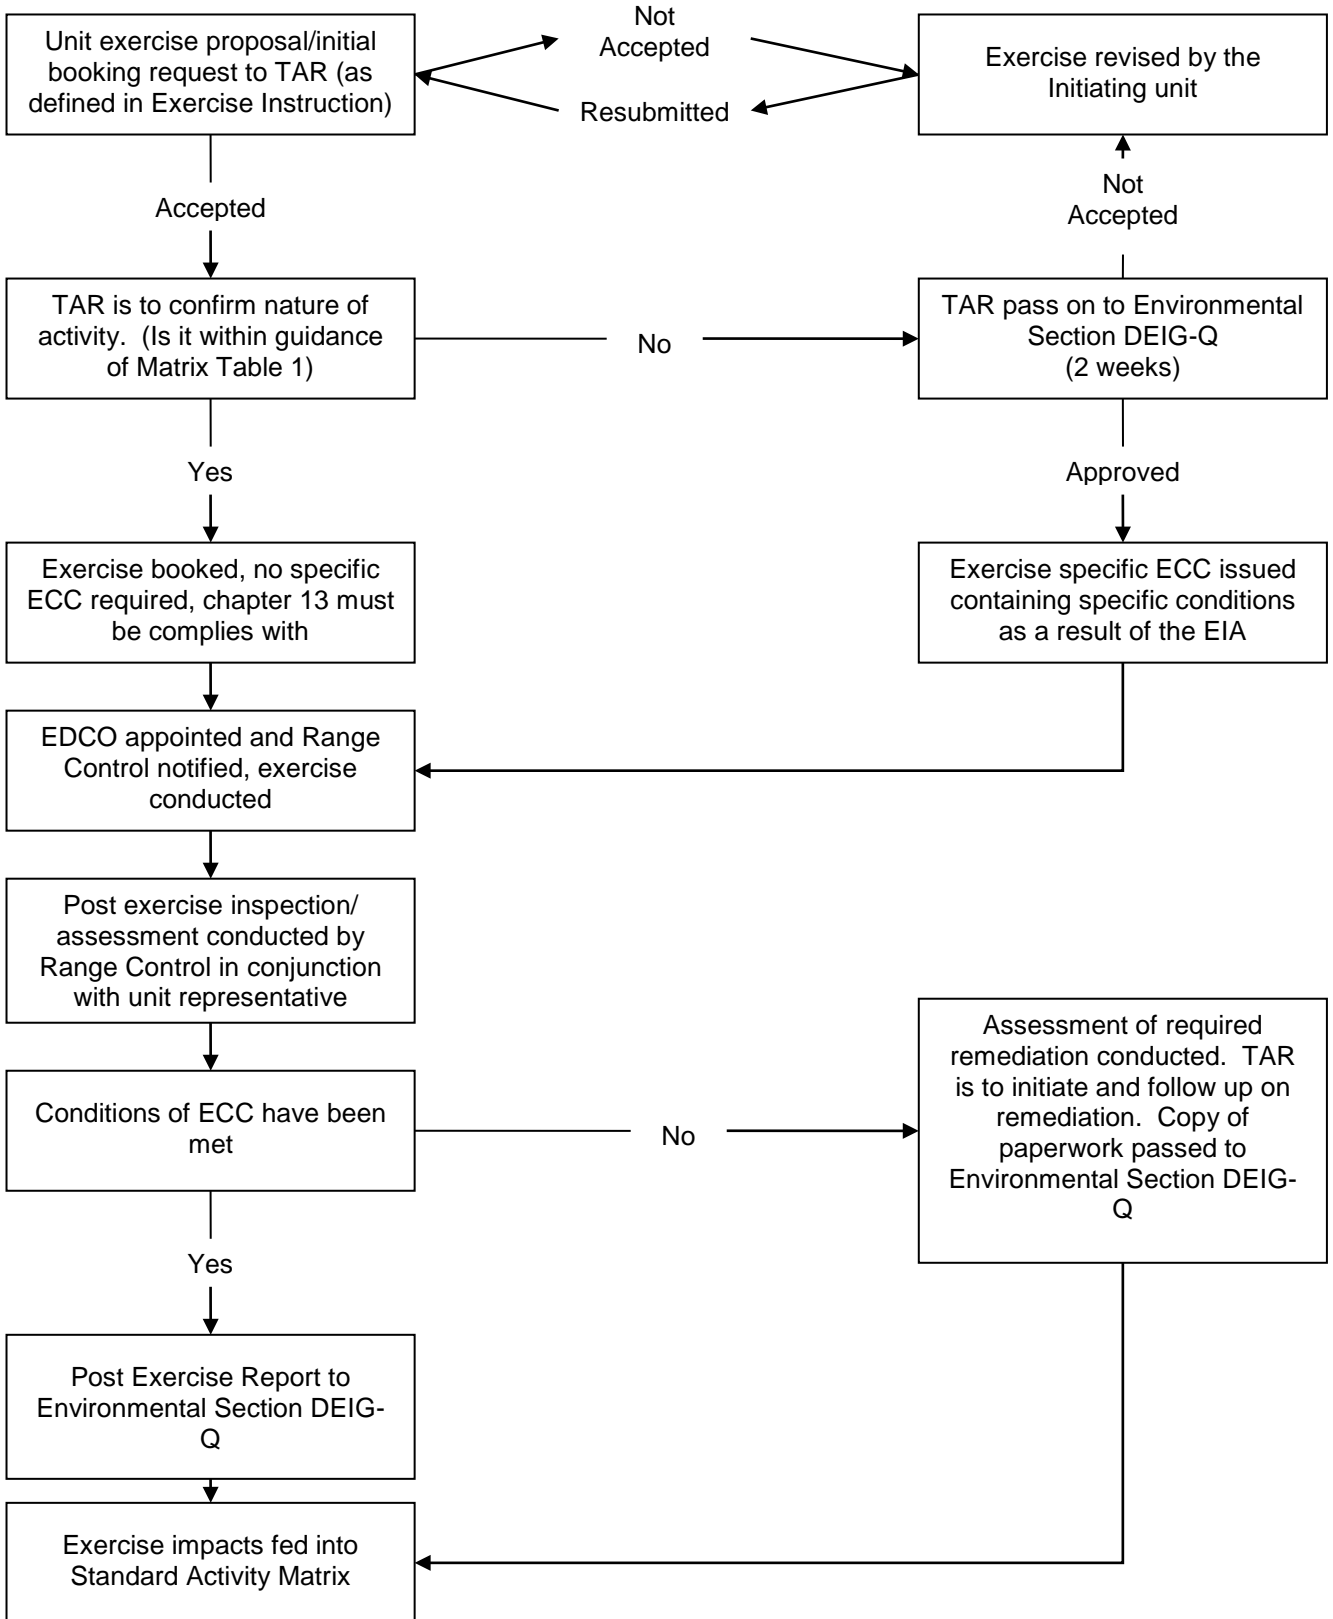 Unit exercise proposal/initial
booking request to TAR (as
defined in Exercise Instruction)
Not
Accepted
Resubmitted
Exercise revised by the
Initiating unit
Accepted
Not
Accepted
TAR is to confirm nature of
activity.  (Is it within guidance
of Matrix Table 1)
No
TAR pass on to Environmental
Section DEIG-Q
(2 weeks)
Yes
Approved
Exercise booked, no specific
ECC required, chapter 13 must
be complies with
Exercise specific ECC issued
containing specific conditions
as a result of the EIA
EDCO appointed and Range
Control notified, exercise
conducted
Post exercise inspection/
assessment conducted by
Range Control in conjunction
with unit representative
Conditions of ECC have been
met
No
Assessment of required
remediation conducted.  TAR
is to initiate and follow up on
remediation.  Copy of
paperwork passed to
Environmental Section DEIG-
Q
Yes
Post Exercise Report to
Environmental Section DEIG-
Q
Exercise impacts fed into
Standard Activity Matrix